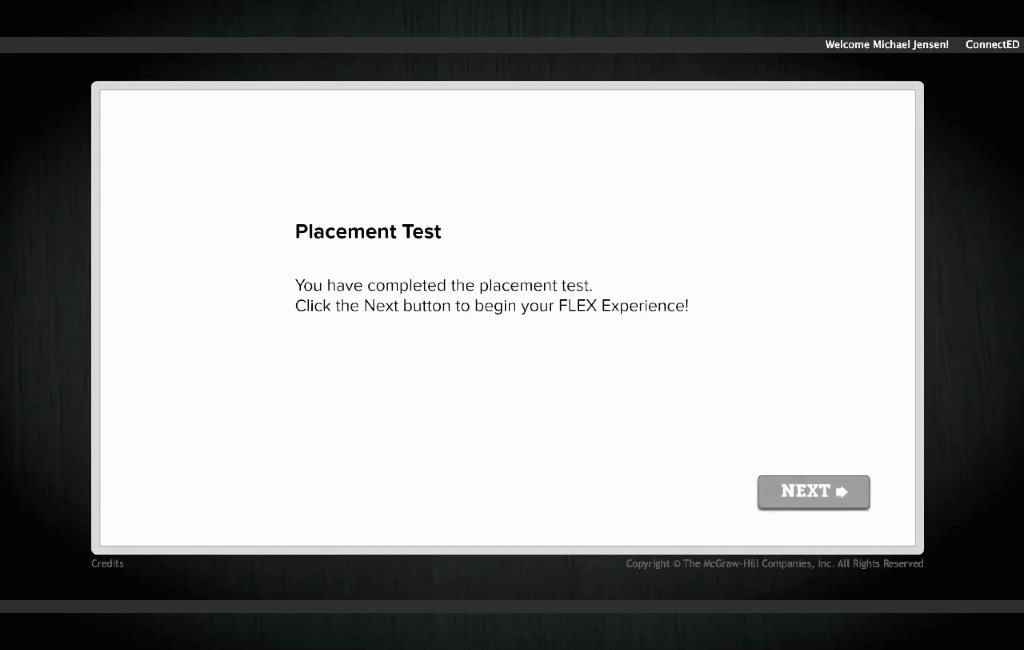 Welcome Michael Jensen! ConnectED
Placement Test
You have completed the placement test.
Click the Next button to begin your FLEX Experience!
NEXT
Credits
Copyright © The McGraw-Hill Companies, Inc. All Rights Reserved